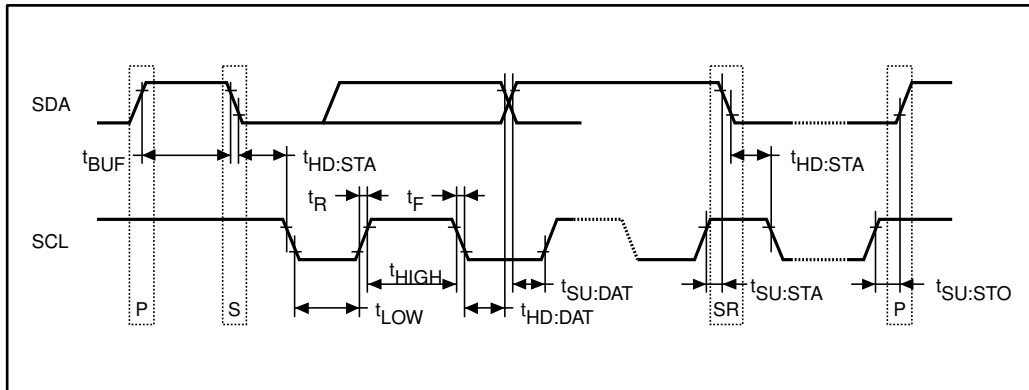 SDA
tBUF
tHD:STA
tHD:STA
tR
tF
SCL
tHIGH
tSU:DAT
tSU:STA
tSU:STO
P
S
tLOW
tHD:DAT
SR
P